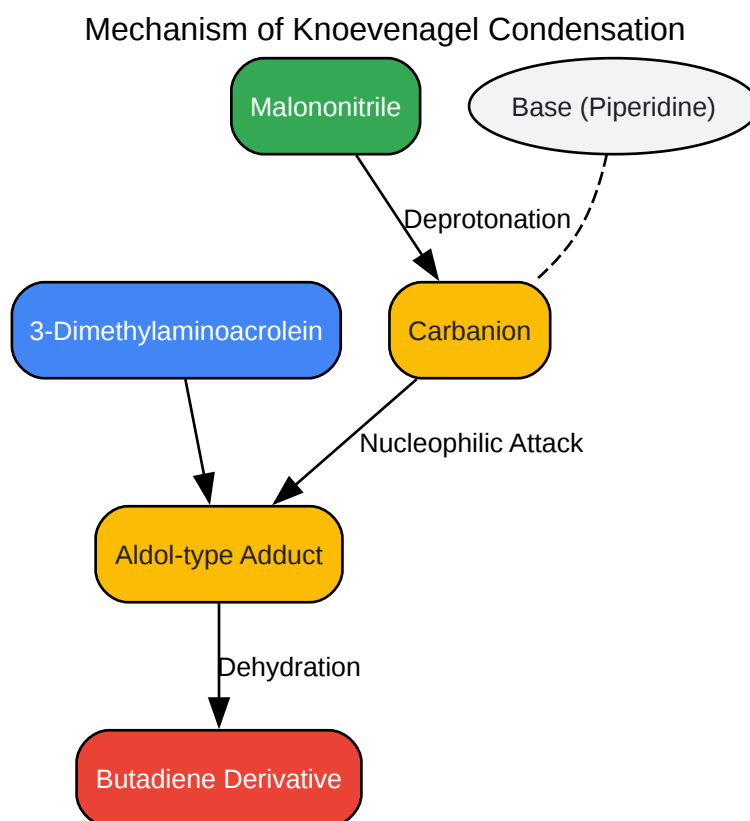 Mechanism of Knoevenagel Condensation
Malononitrile
Base (Piperidine)
Deprotonation
3-Dimethylaminoacrolein
Carbanion
Nucleophilic Attack
Aldol-type Adduct
Dehydration
Butadiene Derivative